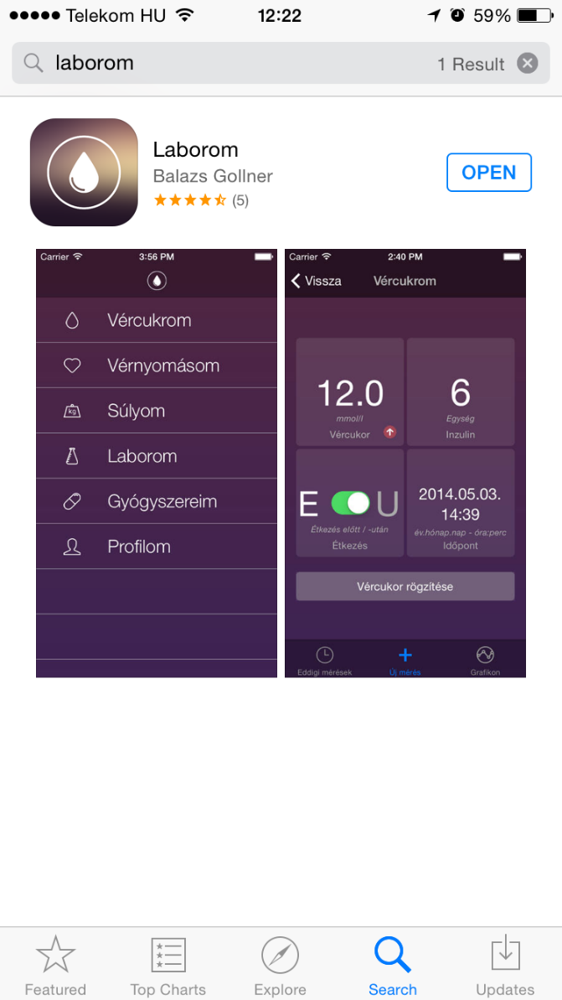 Telekom HU 12:22 59%
laborom 1 Result
Laborom
Balazs Gollner
(5)
OPEN
Carrier 3:56 PM
Vércukrom
Vérnyomásom
kg Súlyom
Laborom
Gyógyszereim
Profilom
Carrier 2:40 PM
Vissza Vércukrom
12.0
mmol/l
Vércukor
6
Egység
Inzulin
E U
Étkezés előtt / -után
Étkezés
2014.05.03.
14:39
év.hónap.nap - óra:perc
Időpont
Vércukor rögzítése
Eddigi mérések Új mérés Grafikon
Featured Top Charts Explore Search Updates